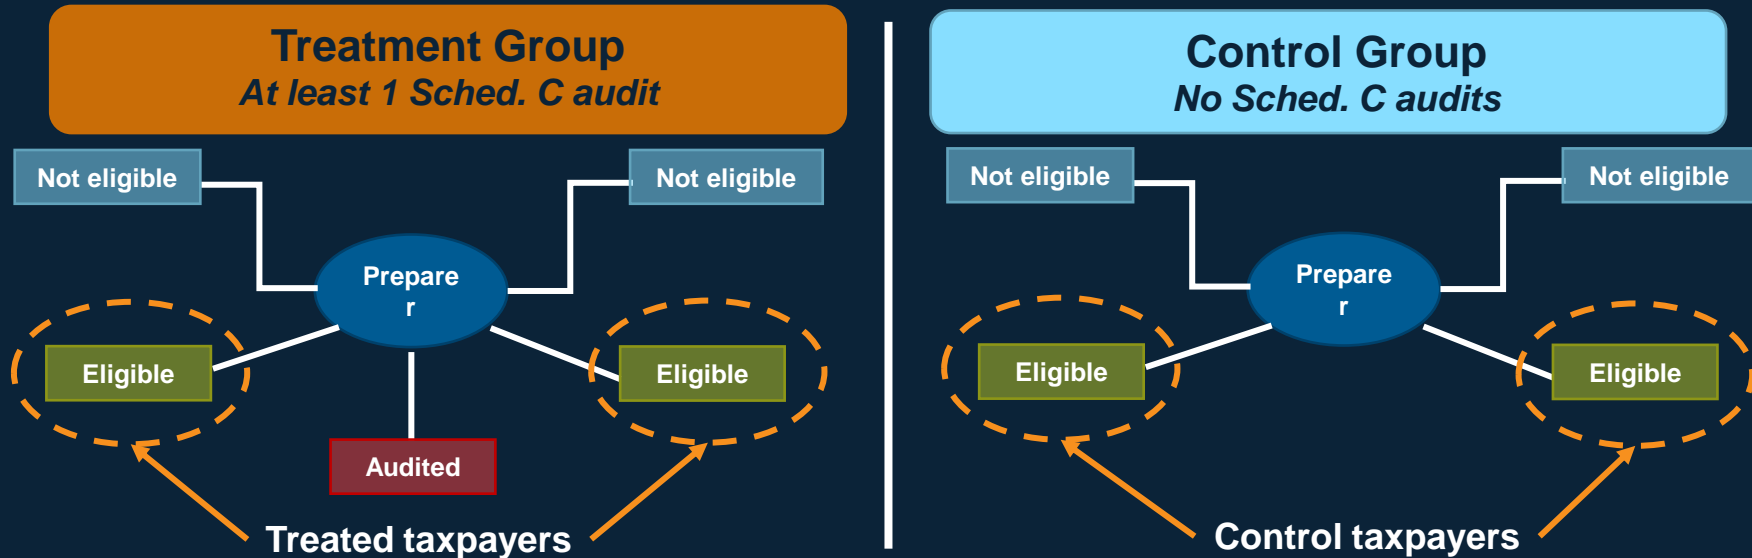 Treatment Group
At least 1 Sched. C audit
Not eligible
Not eligible
Prepare
r
Eligible
Eligible
Audited
Treated taxpayers
Control Group
No Sched. C audits
Not eligible
Not eligible
Prepare
r
Eligible
Eligible
Control taxpayers